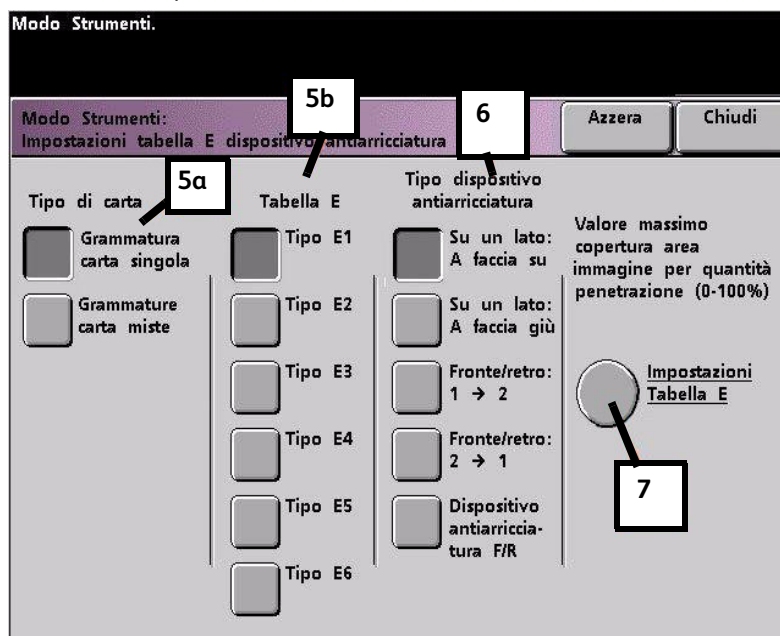 Modo Strumenti.
Modo Strumenti:
Impostazioni tabella E dispositivo antiarricciatura
Azzera
Chiudi
5b
6
5a
Tipo di carta
Grammatura
carta singola
Grammature
carta miste
Tabella E
Tipo E1
Tipo E2
Tipo E3
Tipo E4
Tipo E5
Tipo E6
Tipo dispositivo
antiarricciatura
Su un lato:
A faccia su
Su un lato:
A faccia giù
Fronte/retro:
1 → 2
Fronte/retro:
2 → 1
Dispositivo
antiarriccia-
tura F/R
Valore massimo
copertura area
immagine per quantità
penetrazione (0-100%)
Impostazioni
Tabella E
7